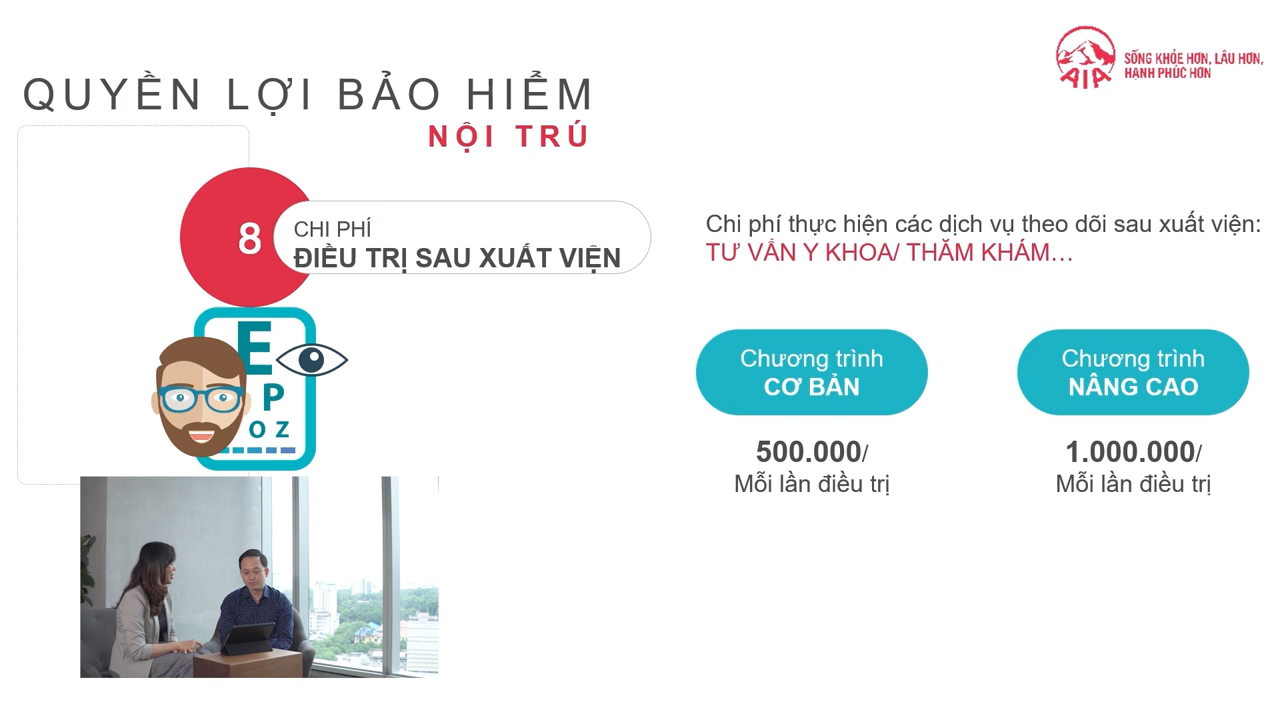 SỐNG KHỎE HƠN, LÂU HƠN,
HẠNH PHÚC HƠN
AIA
QUYỀN LỢI BẢO HIỂM
NỘI TRÚ
8
CHI PHÍ
ĐIỀU TRỊ SAU XUẤT VIỆN
E
P
O Z
Chi phí thực hiện các dịch vụ theo dõi sau xuất viện:
TƯ VẤN Y KHOA/ THĂM KHÁM…
Chương trình
CƠ BẢN
500.000/
Mỗi lần điều trị
Chương trình
NÂNG CAO
1.000.000/
Mỗi lần điều trị